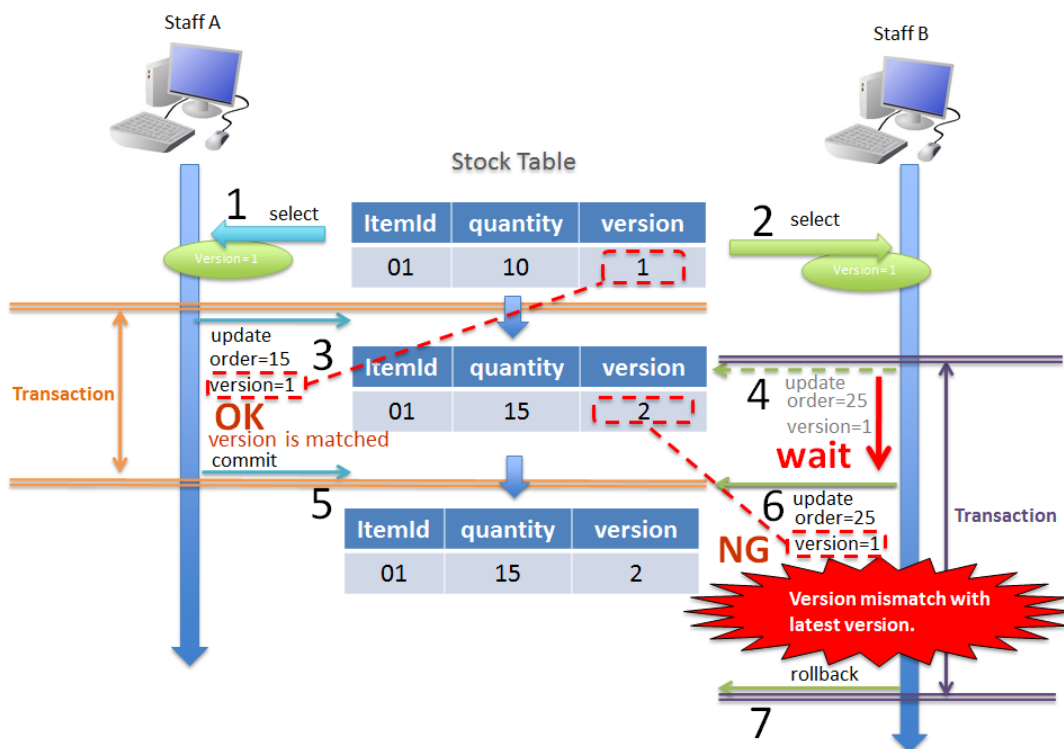 Staff A
Staff B
Stock Table
1 select
2 select
ItemId quantity version
01 10 1
Version=1
Version=1
update
order=15
version=1
3
OK
version is matched
commit
Transaction
ItemId quantity version
01 15 2
4
update
order=25
version=1
wait
5
6
update
order=25
version=1
NG
Transaction
ItemId quantity version
01 15 2
Version mismatch with
latest version.
rollback
7